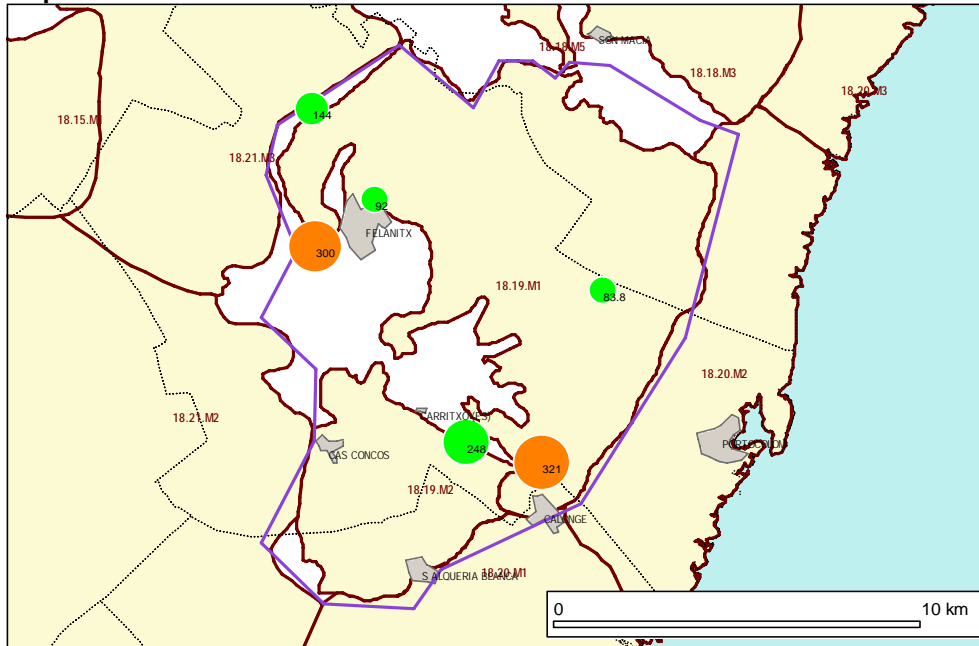 SON MACIA
18.18.M5
18.18.M3
18.20.M3
144
18.15.M1
18.21.M3
92
FELANITX
300
18.19.M1
83.8
18.20.M2
18.21.M2
ARRITXO(ES)
PORTOCOLOM
248
CAS CONCOS
321
18.19.M2
CALONGE
S ALQUERIA BLANCA
18.20.M1
0
10 km